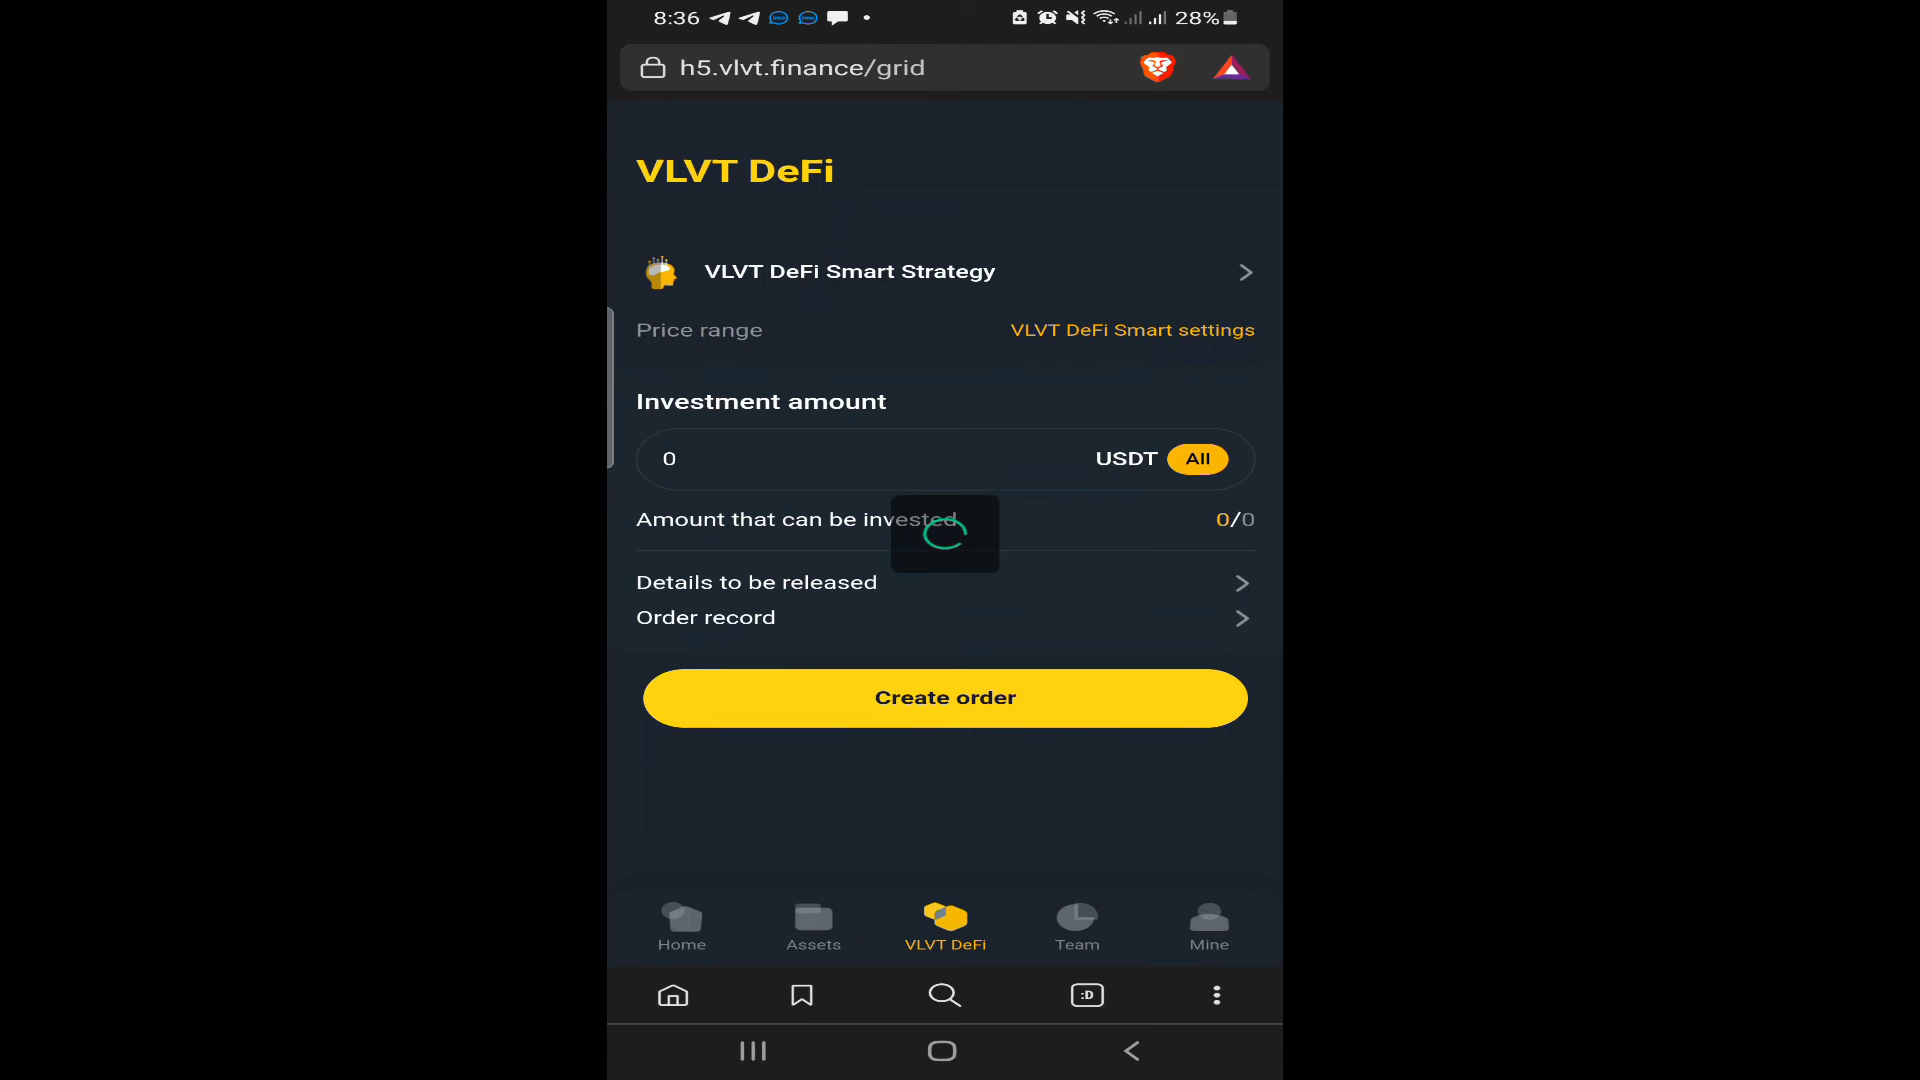 8:36
28%
h5.vlvt.finance/grid
VLVT DeFi
VLVT DeFi Smart Strategy
Price range
VLVT DeFi Smart settings
Investment amount
0 USDT All
Amount that can be invested 0/0
Details to be released
Order record
Create order
Home Assets VLVT DeFi Team Mine
:D